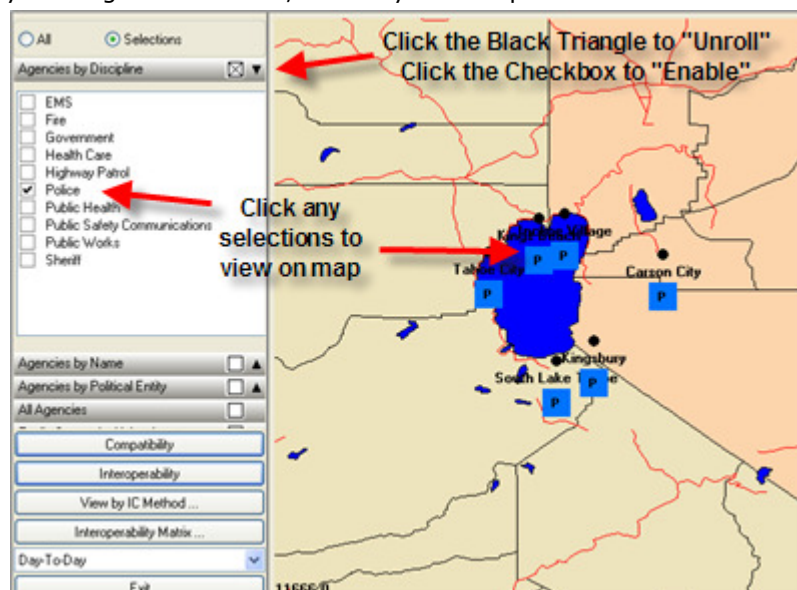 All Selections
Agencies by Discipline
EMS
Fire
Government
Health Care
Highway Patrol
Police
Public Health
Public Safety Communications
Public Works
Sheriff
Agencies by Name
Agencies by Political Entity
All Agencies
Compatibility
Interoperability
View by IC Method ...
Interoperability Matrix ...
Day-To-Day
Exit
Click the Black Triangle to "Unroll"
Click the Checkbox to "Enable"
Click any
selections to
view on map
Village
Kings
P P
Tahoe City
P
Carson City
P
Kingsbury
South Lake
P
P